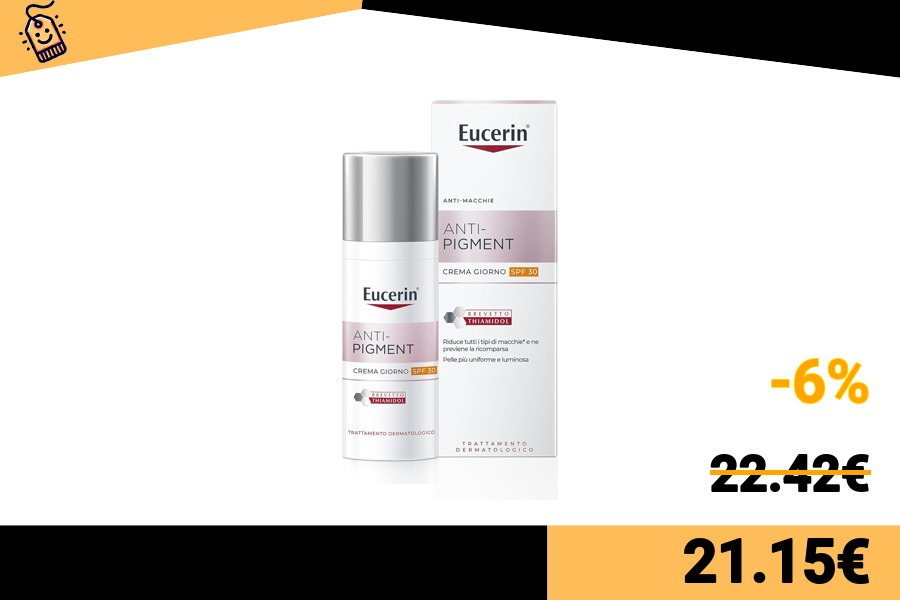 Eucerin®
ANTI-MACCHIE
ANTI-
PIGMENT
CREMA GIORNO SPF 30
BREVETTO
THIAMIDOL
Riduce tutti i tipi di macchie* e ne
previene la ricomparsa
Pelle più uniforme e luminosa
TRATTAMENTO
DERMATOLOGICO
Eucerin®
ANTI-
PIGMENT
CREMA GIORNO SPF 30
BREVETTO
THIAMIDOL
TRATTAMENTO DERMATOLOGICO
-6%
22.42€
21.15€